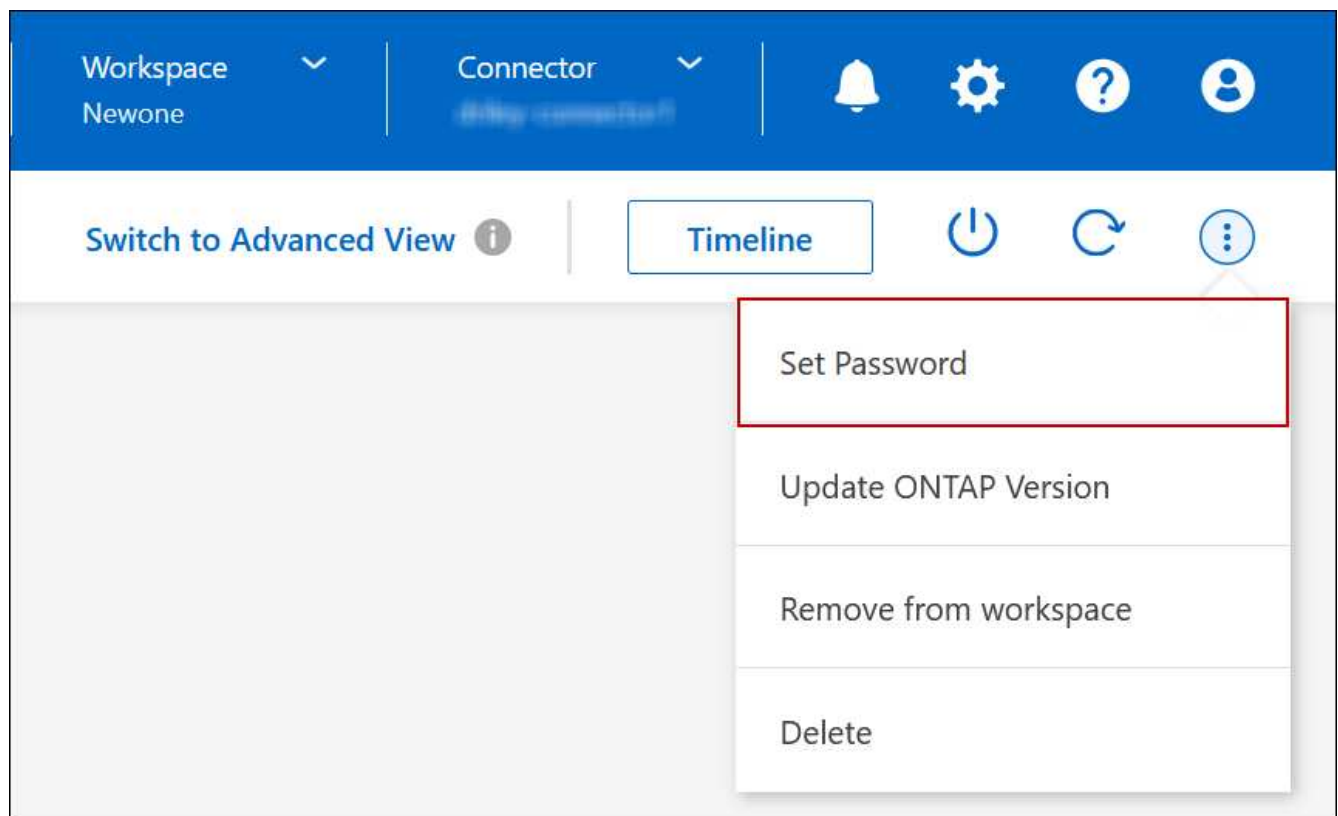 Workspace
Newone
Connector
Switch to Advanced View
Timeline
Set Password
Update ONTAP Version
Remove from workspace
Delete